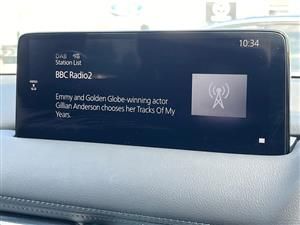 DAB
10:34
Station List
BBC Radio2
Emmy and Golden Globe-winning actor
Gillian Anderson chooses her Tracks Of My
Years.